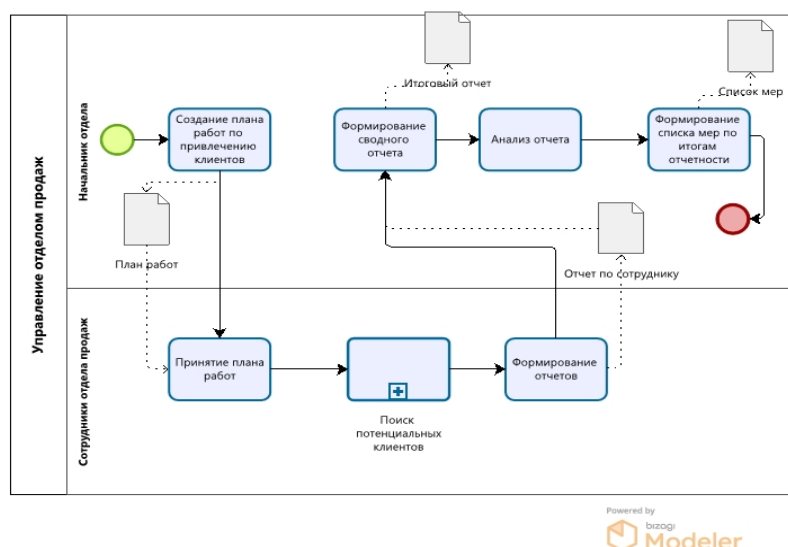 Управление отделом продаж
Начальник отдела
Создание плана
работ по
привлечению
клиентов
План работ
Формирование
сводного
отчета
Итоговый отчет
Анализ отчета
Формирование
списка мер по
итогам
отчетности
Список мер
Отчет по сотруднику
Сотрудники отдела продаж
Принятие плана
работ
Поиск
потенциальных
клиентов
Формирование
отчетов
Powered by
bizagi
Modeler